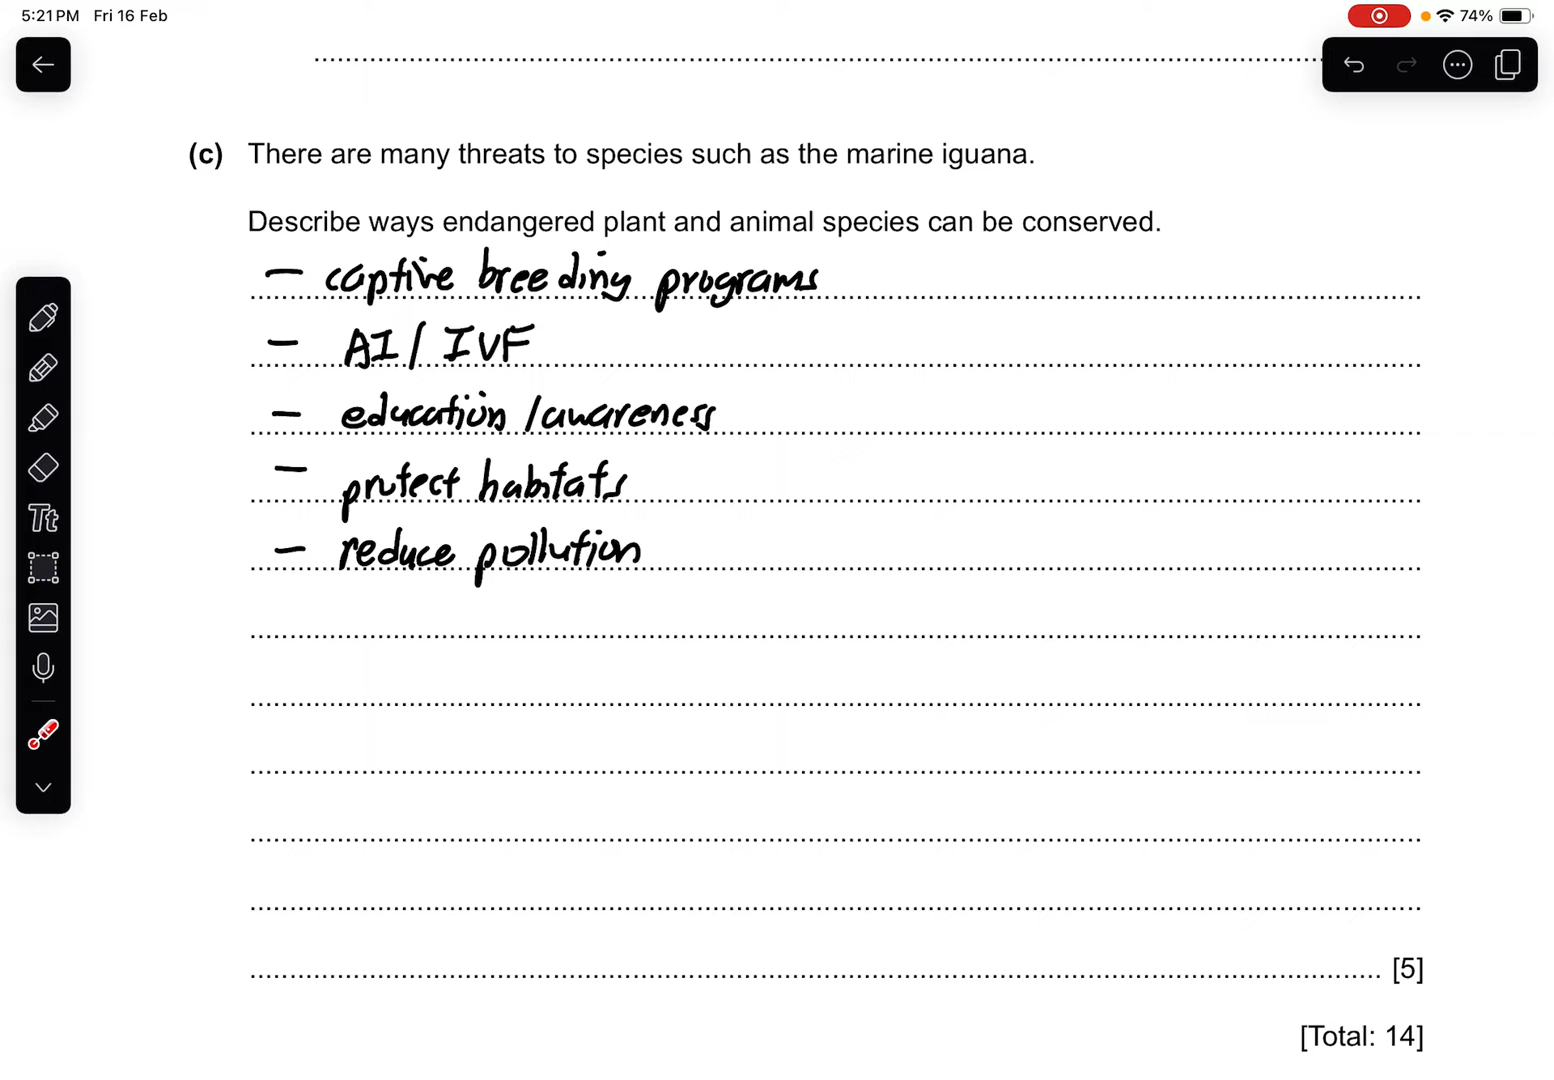 5:21 PM Fri 16 Feb
74%
(c) There are many threats to species such as the marine iguana.
Describe ways endangered plant and animal species can be conserved.
– captive breeding programs
– AI / IVF
– education / awareness
– protect habitats
– reduce pollution
Tt
[5]
[Total: 14]